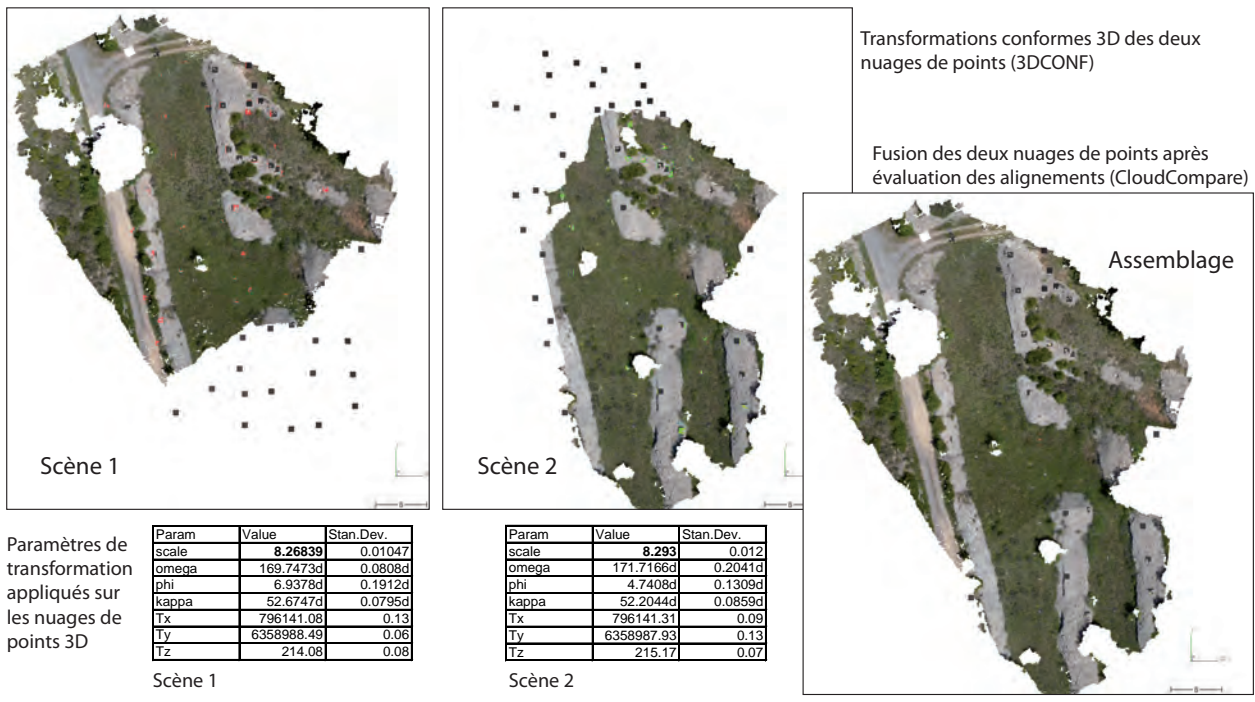 Transformations conformes 3D des deux
nuages de points (3DCONF)
Fusion des deux nuages de points après
évaluation des alignements (CloudCompare)
Assemblage
Scène 1
Scène 2
Paramètres de
transformation
appliqués sur
les nuages de
points 3D
Param Value Stan.Dev.
scale 8.26839 0.01047
omega 169.7473d 0.0808d
phi 6.9378d 0.1912d
kappa 52.6747d 0.0795d
Tx 796141.08 0.13
Ty 6358988.49 0.06
Tz 214.08 0.08
Scène 1
Param Value Stan.Dev.
scale 8.293 0.012
omega 171.7166d 0.2041d
phi 4.7408d 0.1309d
kappa 52.2044d 0.0859d
Tx 796141.31 0.09
Ty 6358987.93 0.13
Tz 215.17 0.07
Scène 2